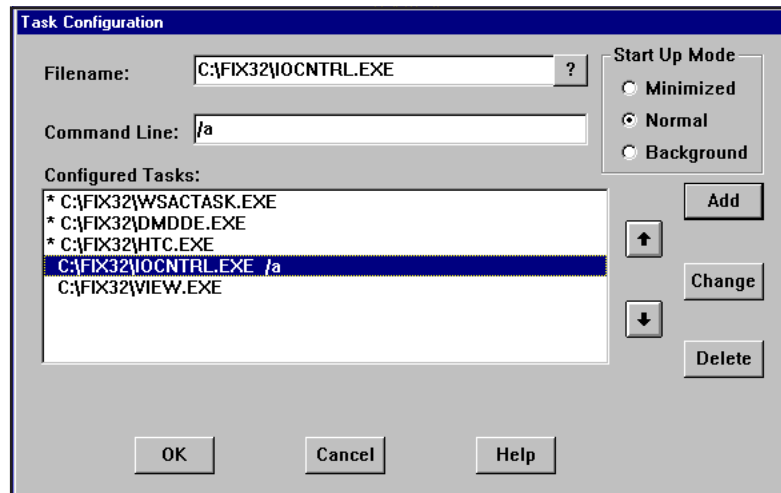 Task Configuration
Filename: C:\FIX32\IOCNTRL.EXE ?
Command Line: /a
Start Up Mode
Minimized
Normal
Background
Configured Tasks:
* C:\FIX32\WSACTASK.EXE
* C:\FIX32\DMDDE.EXE
* C:\FIX32\HTC.EXE
C:\FIX32\IOCNTRL.EXE /a
C:\FIX32\VIEW.EXE
Add
Change
Delete
OK Cancel Help